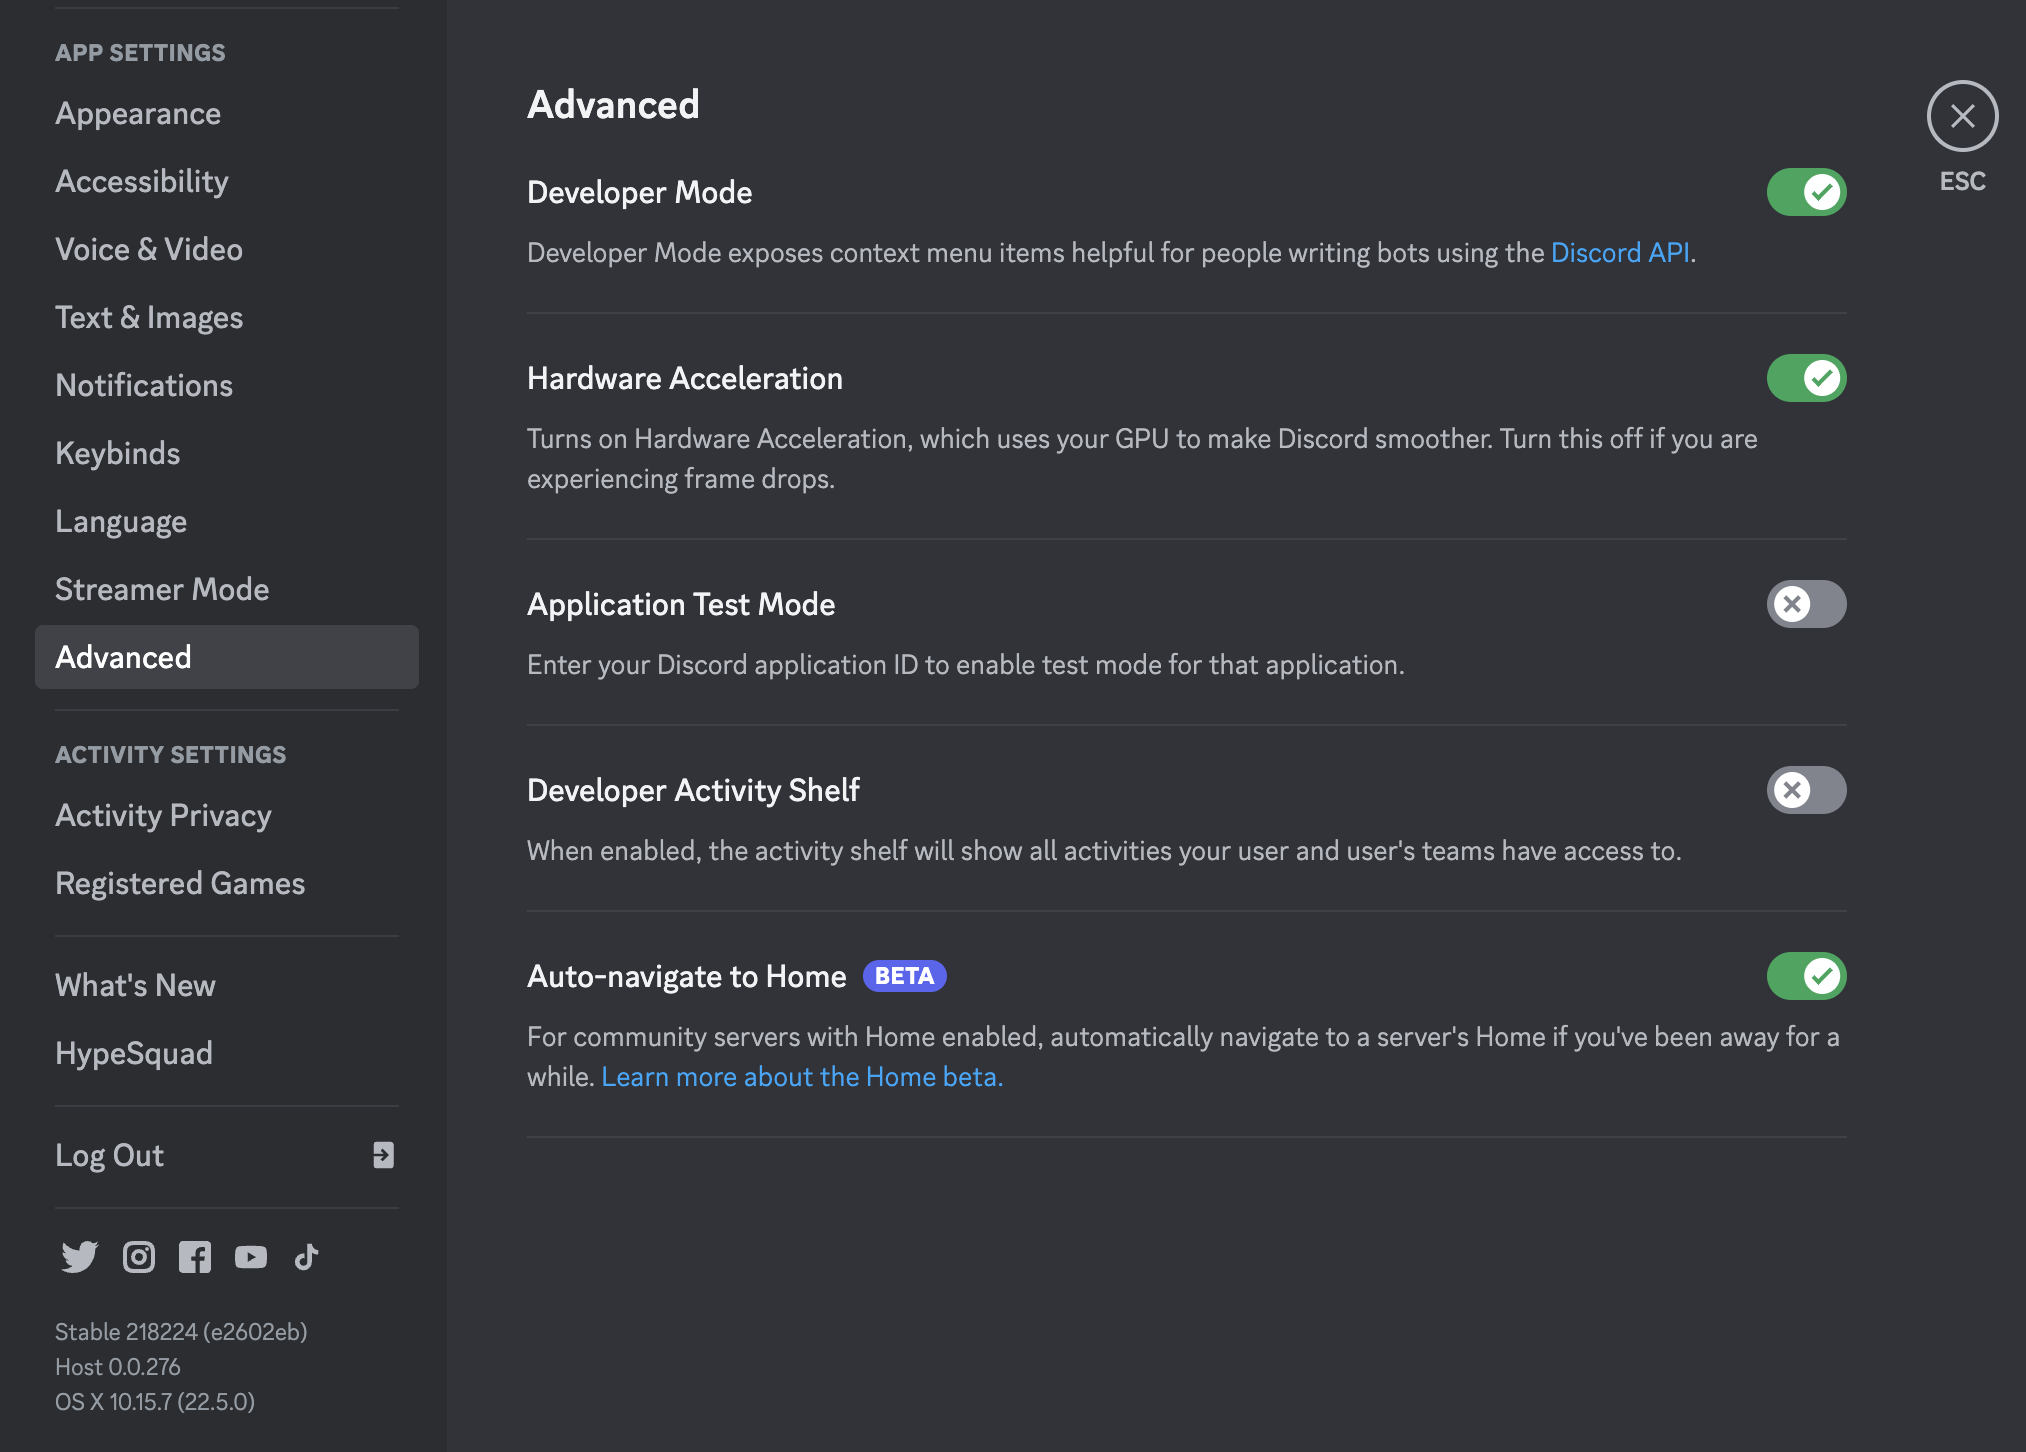 APP SETTINGS
Appearance
Accessibility
Voice & Video
Text & Images
Notifications
Keybinds
Language
Streamer Mode
Advanced
ACTIVITY SETTINGS
Activity Privacy
Registered Games
What's New
HypeSquad
Log Out
Stable 218224 (e2602eb)
Host 0.0.276
OS X 10.15.7 (22.5.0)
Advanced
Developer Mode
Developer Mode exposes context menu items helpful for people writing bots using the Discord API.
Hardware Acceleration
Turns on Hardware Acceleration, which uses your GPU to make Discord smoother. Turn this off if you are
experiencing frame drops.
Application Test Mode
Enter your Discord application ID to enable test mode for that application.
Developer Activity Shelf
When enabled, the activity shelf will show all activities your user and user's teams have access to.
Auto-navigate to Home BETA
For community servers with Home enabled, automatically navigate to a server's Home if you've been away for a
while. Learn more about the Home beta.
ESC